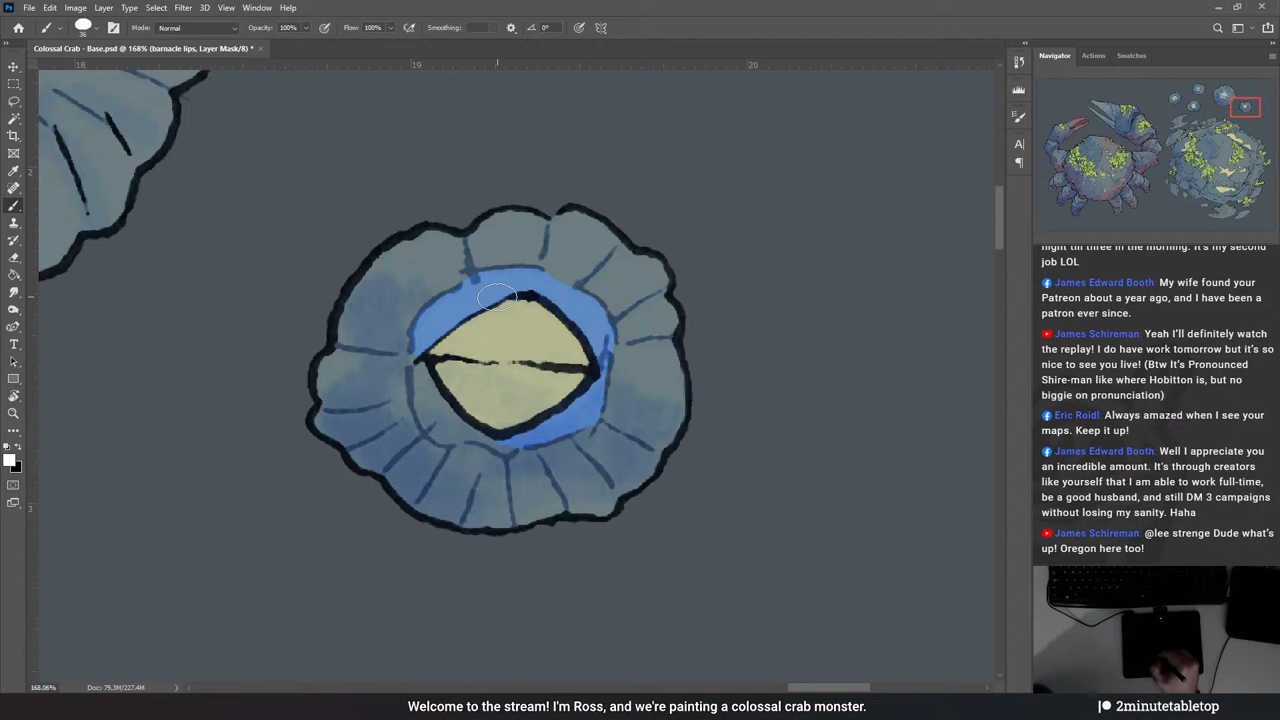 File Edit Image Layer Type Select Filter 3D View Window Help
36 Mode: Normal Opacity: 100% Flow: 100% Smoothing: 0°
Colossal Crab - Base.psd @ 168% (barnacle lips, Layer Mask/8) *
18 19 20
2
3
Navigator Actions Swatches
night till three in the morning. It's my second
job LOL
James Edward Booth: My wife found your
Patreon about a year ago, and I have been a
patron ever since.
James Schireman: Yeah I'll definitely watch
the replay! I do have work tomorrow but it's so
nice to see you live! (Btw It's Pronounced
Shire-man like where Hobitton is, but no
biggie on pronunciation)
Eric Roidl: Always amazed when I see your
maps. Keep it up!
James Edward Booth: Well I appreciate you
an incredible amount. It's through creators
like yourself that I am able to work full-time,
be a good husband, and still DM 3 campaigns
without losing my sanity. Haha
James Schireman: @lee strenge Dude what's
up! Oregon here too!
168.06% Doc: 79.3M/227.4M
Welcome to the stream! I'm Ross, and we're painting a colossal crab monster.
2minutetabletop